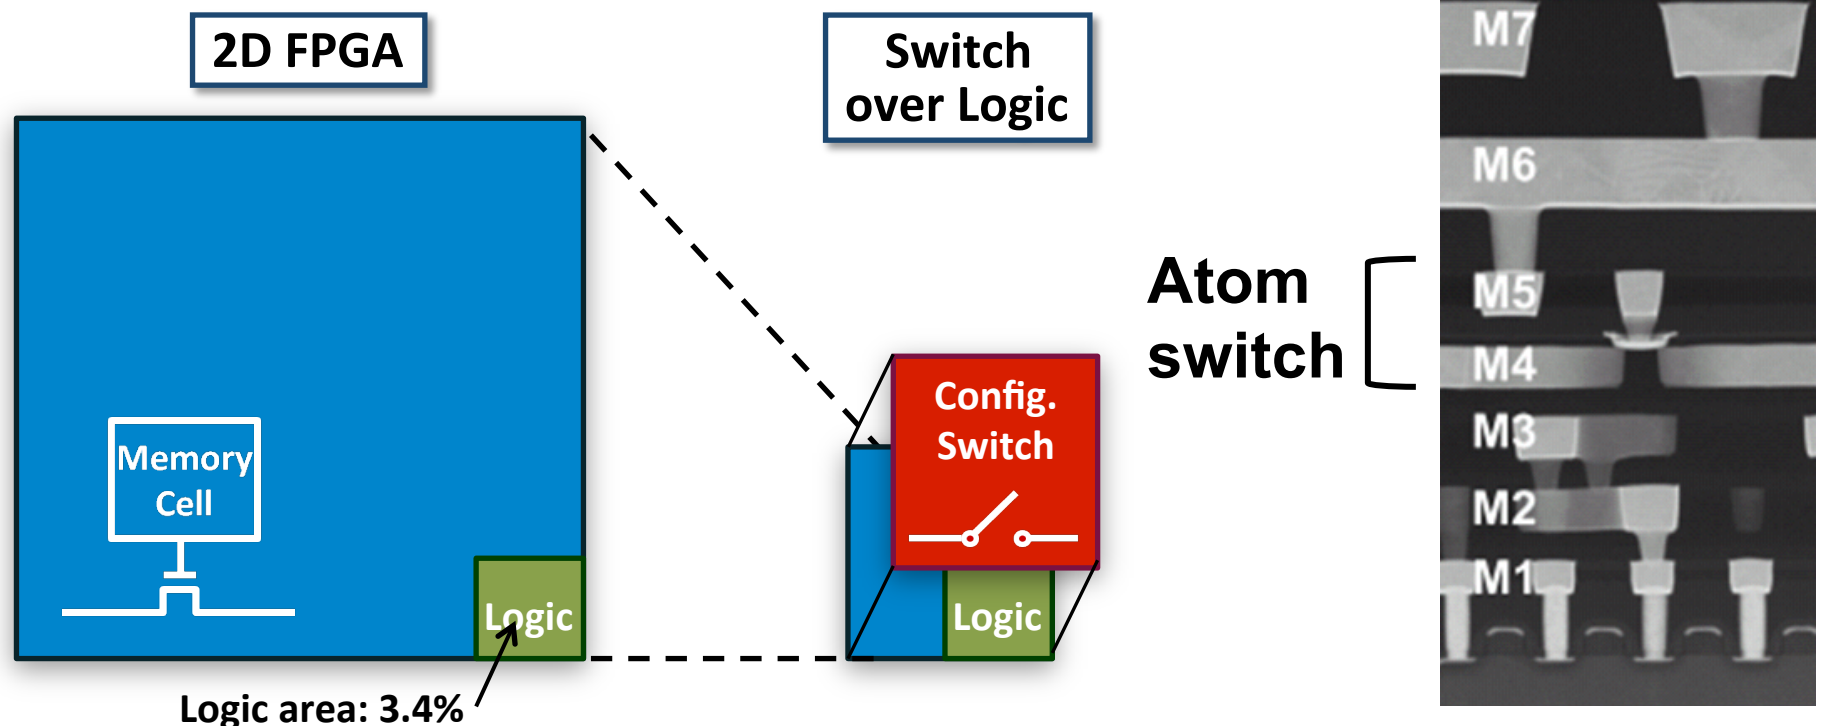 2D FPGA
Switch
over Logic
Memory
Cell
Logic
Logic area: 3.4%
Config.
Switch
Logic
Atom
switch
M7
M6
M5
M4
M3
M2
M1